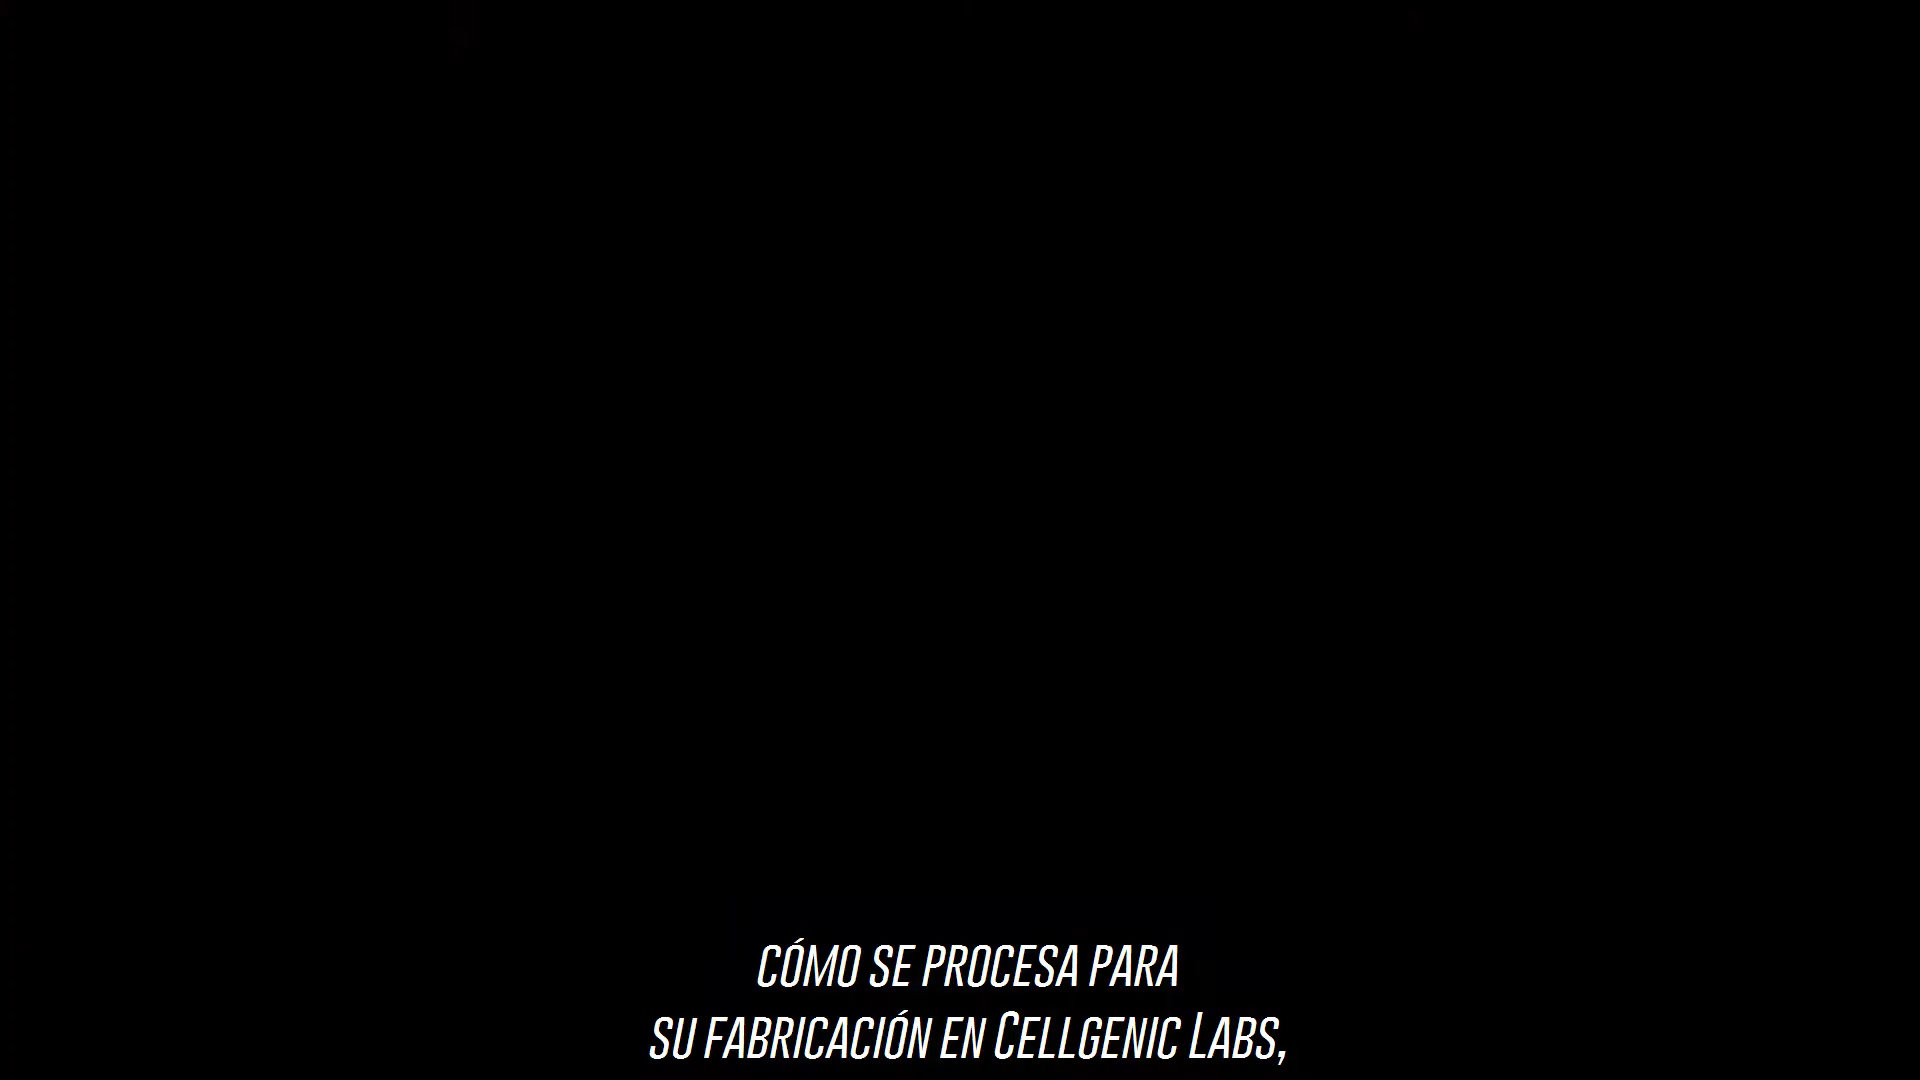 CÓMO SE PROCESA PARA
SU FABRICACIÓN EN CELLGENIC LABS,